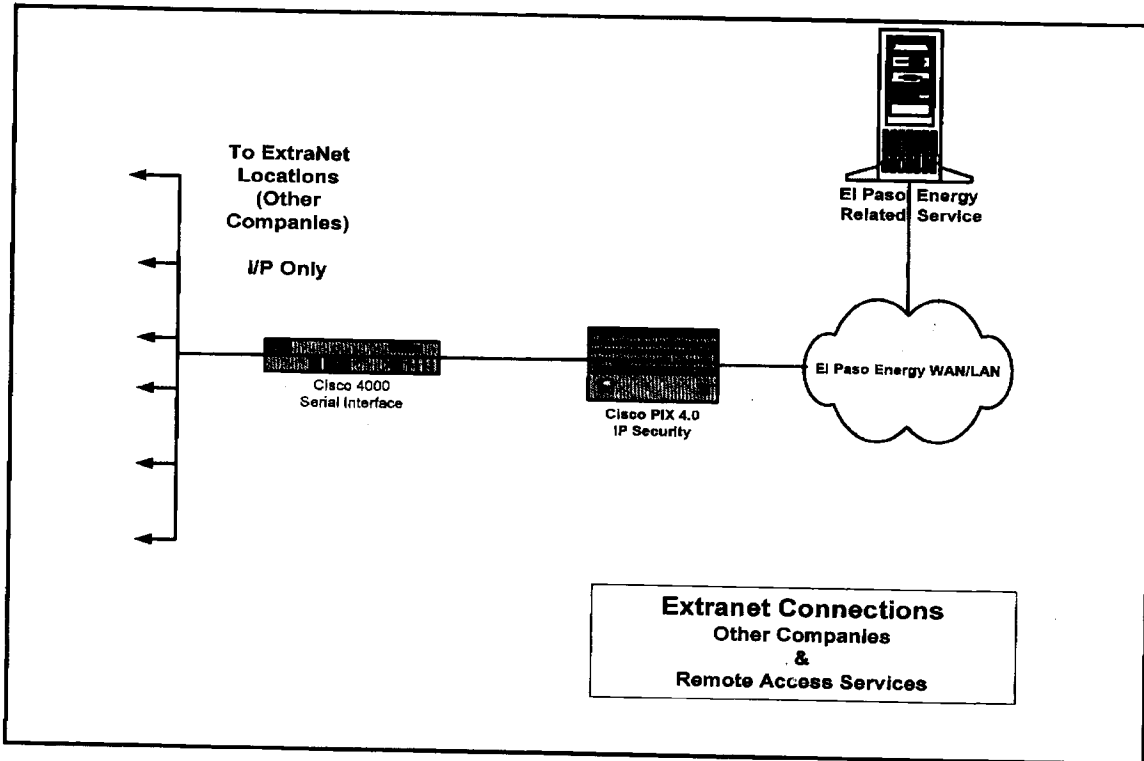 To ExtraNet
Locations
(Other
Companies)
I/P Only
El Paso Energy
Related Service
Cisco 4000
Serial Interface
Cisco PIX 4.0
IP Security
El Paso Energy WAN/LAN
Extranet Connections
Other Companies
&
Remote Access Services